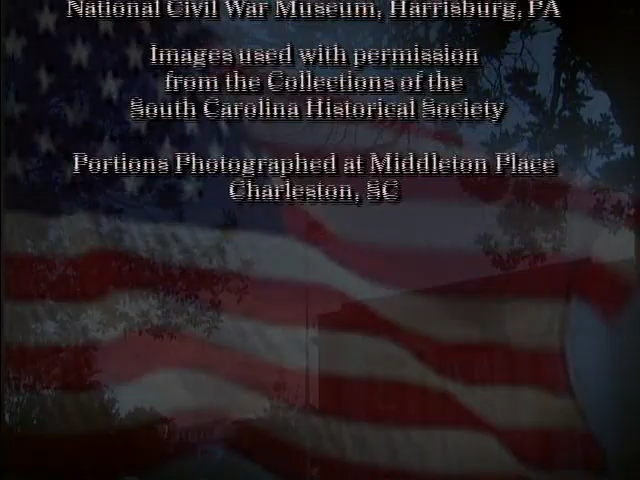 National Civil War Museum, Harrisburg, PA
Images used with permission
from the Collections of the
South Carolina Historical Society
Portions Photographed at Middleton Place
Charleston, SC